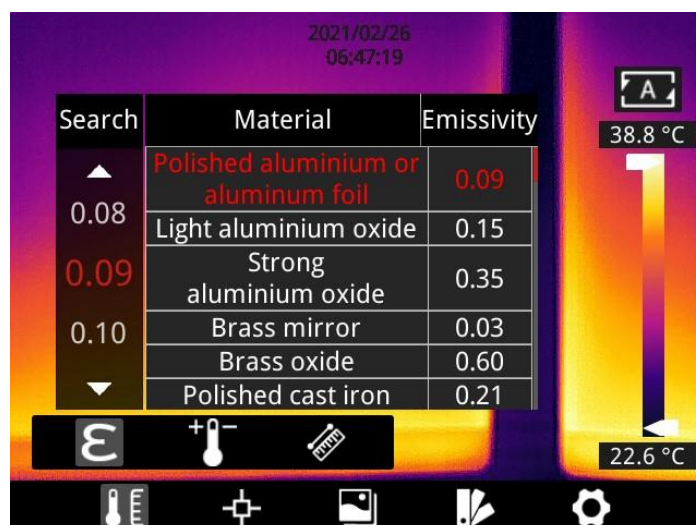 2021/02/26
06:47:19
A
38.8 °C
Search
Material
Emissivity
0.08
0.09
0.10
Polished aluminium or
aluminum foil
0.09
Light aluminium oxide
0.15
Strong
aluminium oxide
0.35
Brass mirror
0.03
Brass oxide
0.60
Polished cast iron
0.21
ε
+ −
22.6 °C